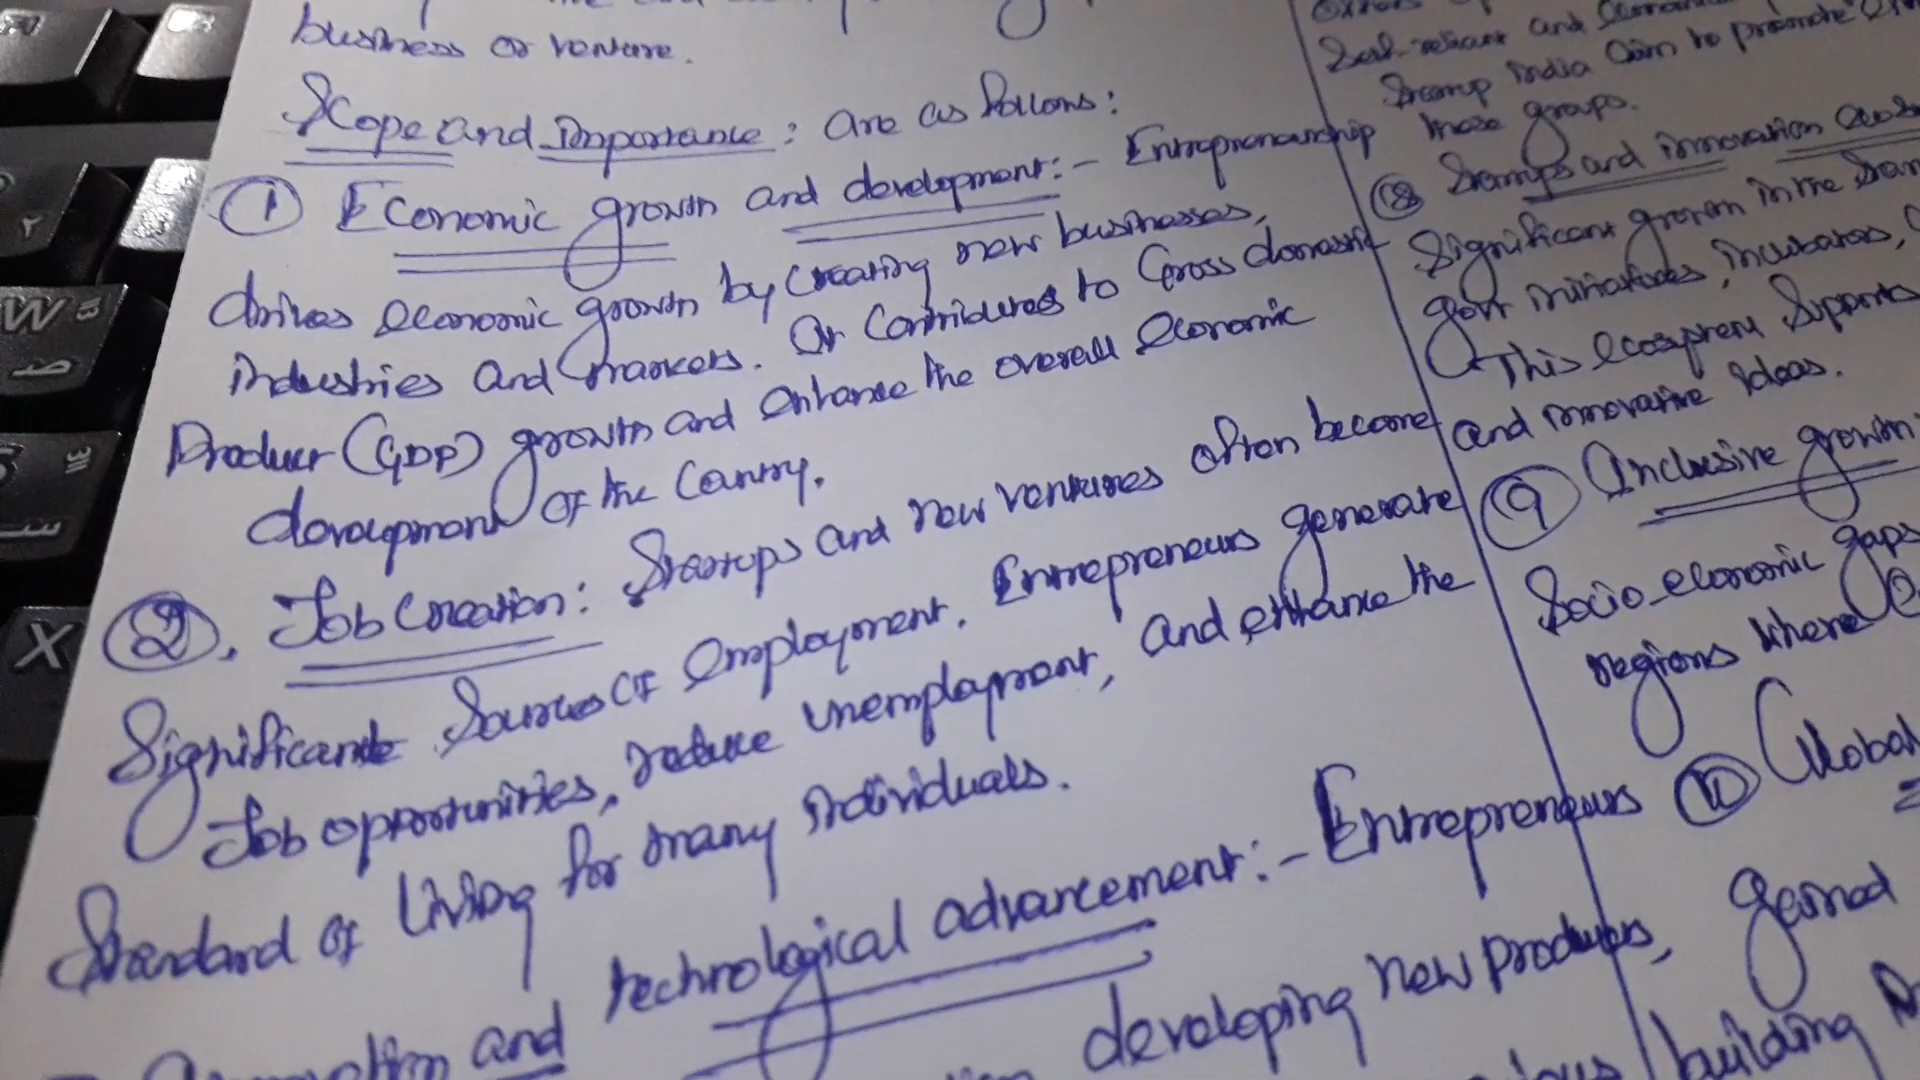 business or venture.
Scope and Importance: are as follows:
① Economic growth and development:- Entreprenership
drives economic growth by creating new businesses,
industries and markets. Or Contributes to Gross domestic
Product (GDP) growth and enhance the overall economic
development of the Country.
②. Job Creation: Startups and new ventures often become
Significant Sources of employment. Entrepreneurs generate
Job opportunities, reduce unemployment, and enhance the
Standard of living for many individuals.
and technological advancement:- Entrepreneurs
developing new products,
Self-reliant and
Startup India aim to promote
these groups.
⑧ Startups and innovation
Significant growth in the
govt initiatives, incubators,
This ecosystem Supports
and innovative ideas.
⑨ Inclusive growth
Socio-economic gaps
regions where
⑩ Global
gained
building
W
X